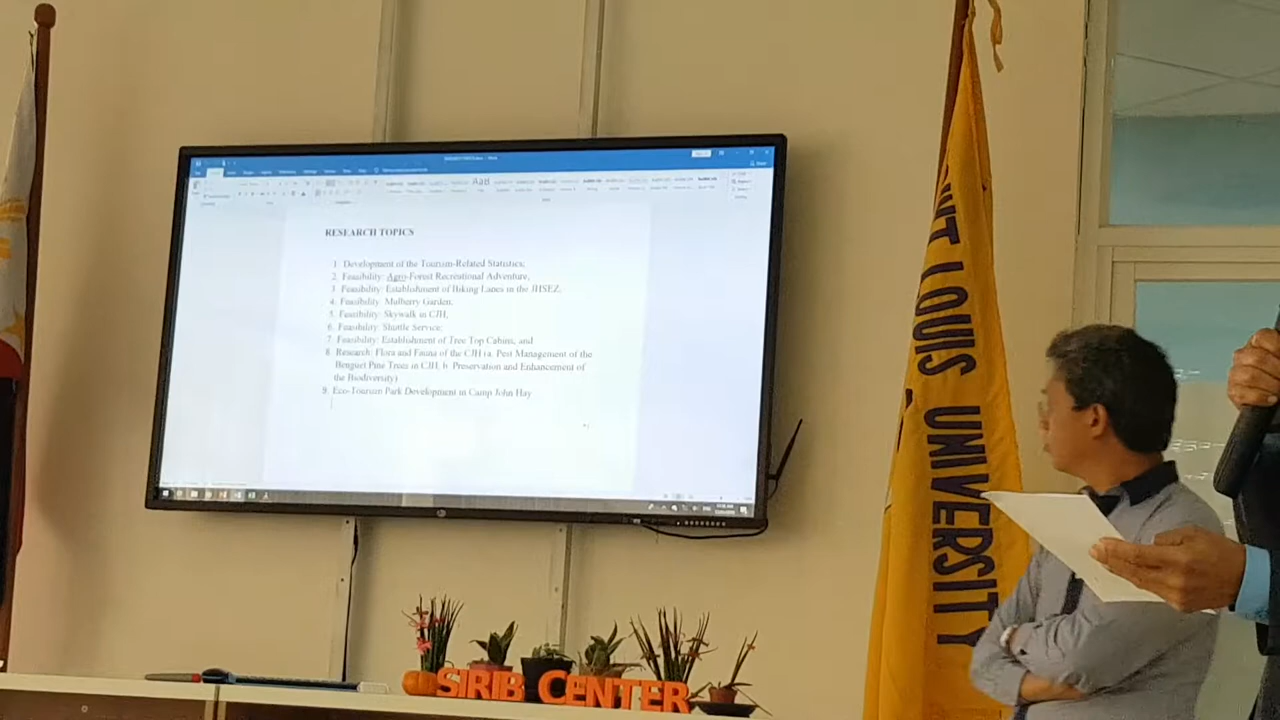 RESEARCH TOPICS
1. Development of the Tourism-Related Statistics;
2. Feasibility: Agro-Forest Recreational Adventure;
3. Feasibility: Establishment of Biking Lanes in the JHSEZ;
4. Feasibility: Mulberry Garden;
5. Feasibility: Skywalk in CJH;
6. Feasibility: Shuttle Service;
7. Feasibility: Establishment of Tree Top Cabins; and
8. Research: Flora and Fauna of the CJH (a. Pest Management of the
Benguet Pine Trees in CJH; b. Preservation and Enhancement of
the Biodiversity)
9. Eco-Tourism Park Development in Camp John Hay
LOUIS UNIVERSITY
SIRIB CENTER